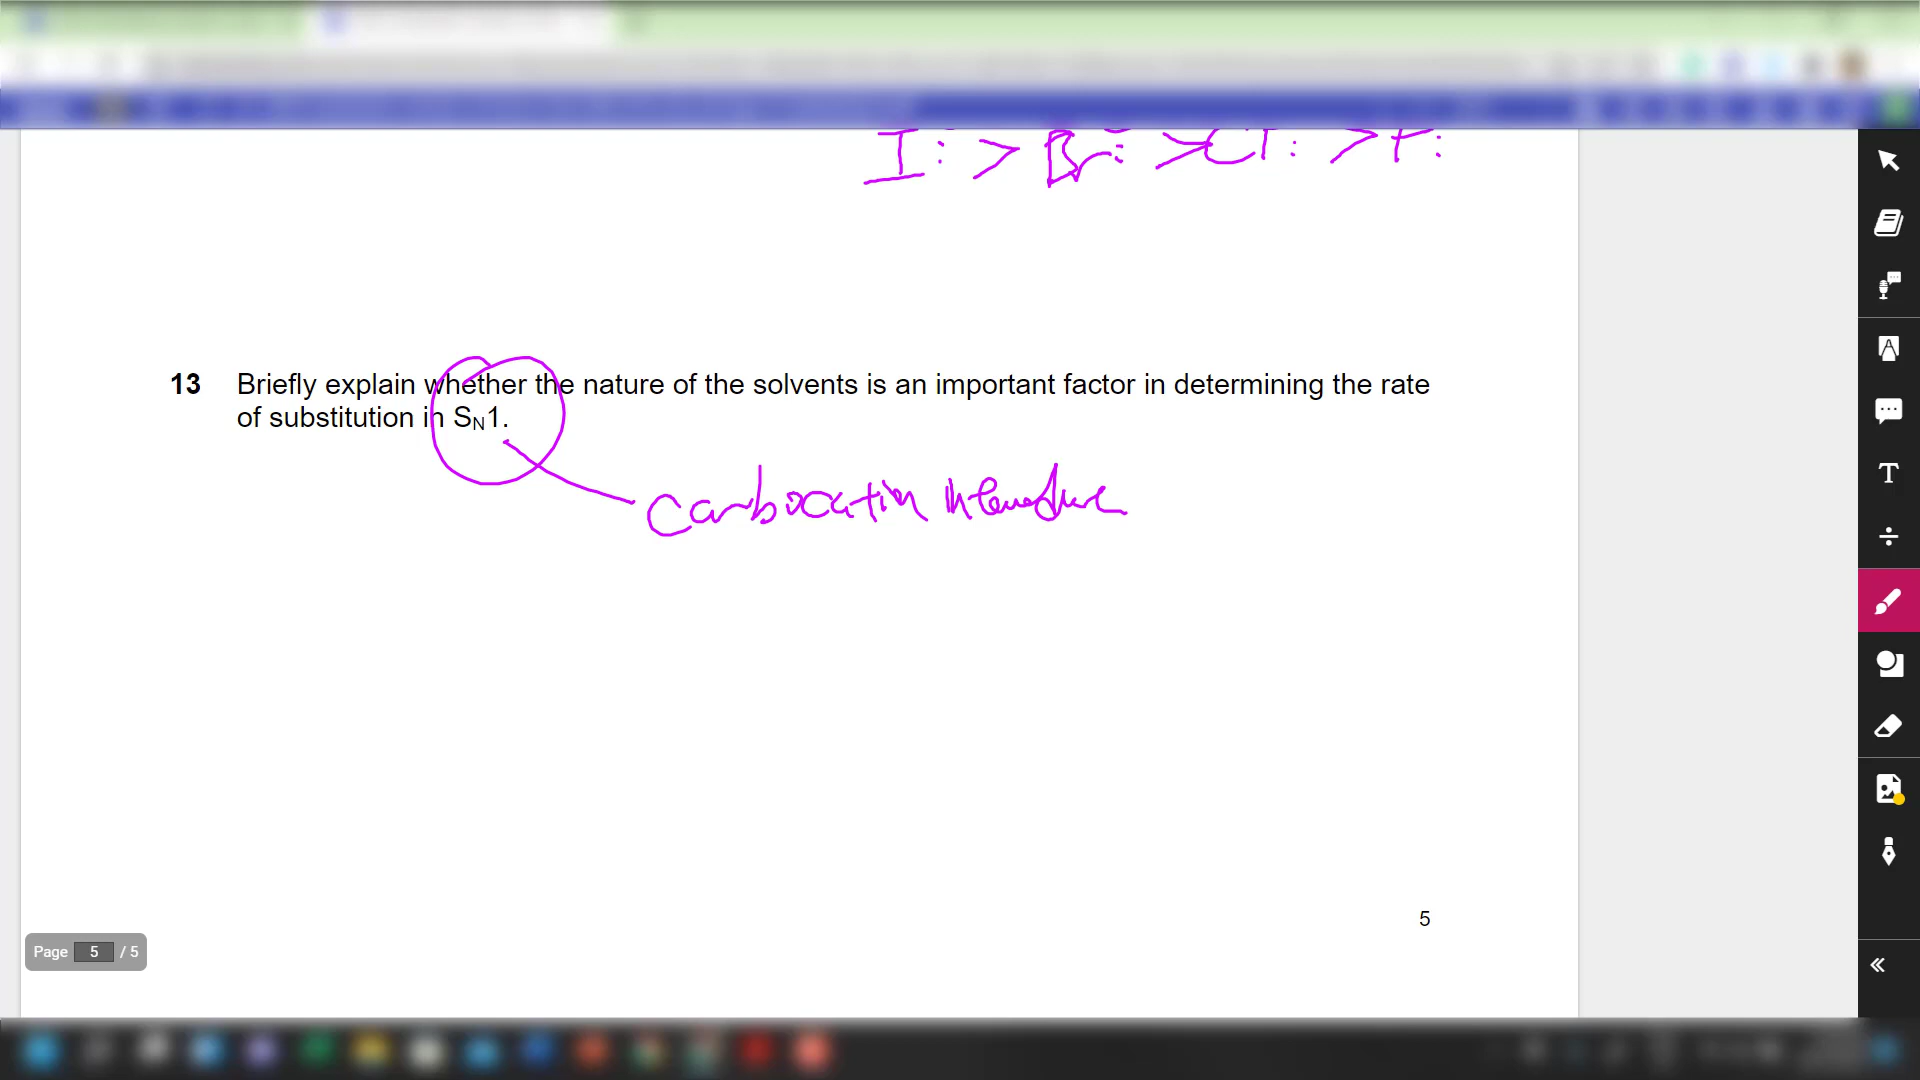 I: > Br: > Cl: > F:
13 Briefly explain whether the nature of the solvents is an important factor in determining the rate
of substitution in SN1.
Carbocation
5
Page 5 / 5